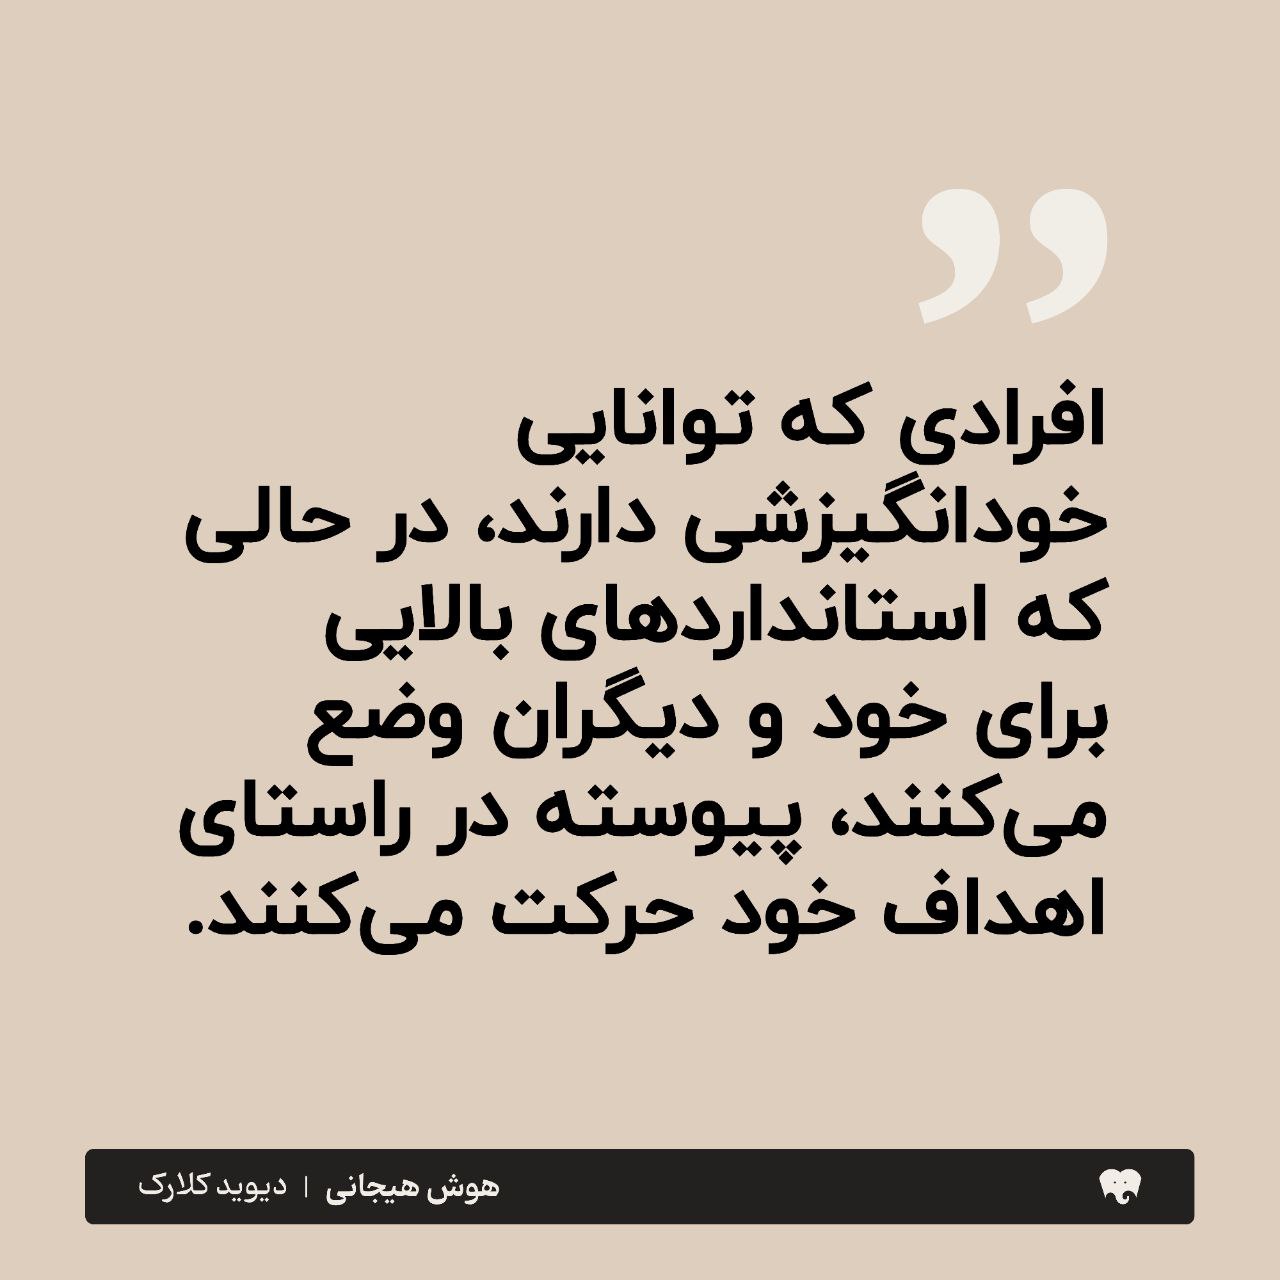 افرادی که توانایی
خودانگیزشی دارند، در حالی
که استانداردهای بالایی
برای خود و دیگران وضع
می‌کنند، پیوسته در راستای
اهداف خود حرکت می‌کنند.
هوش هیجانی | دیوید کلارک